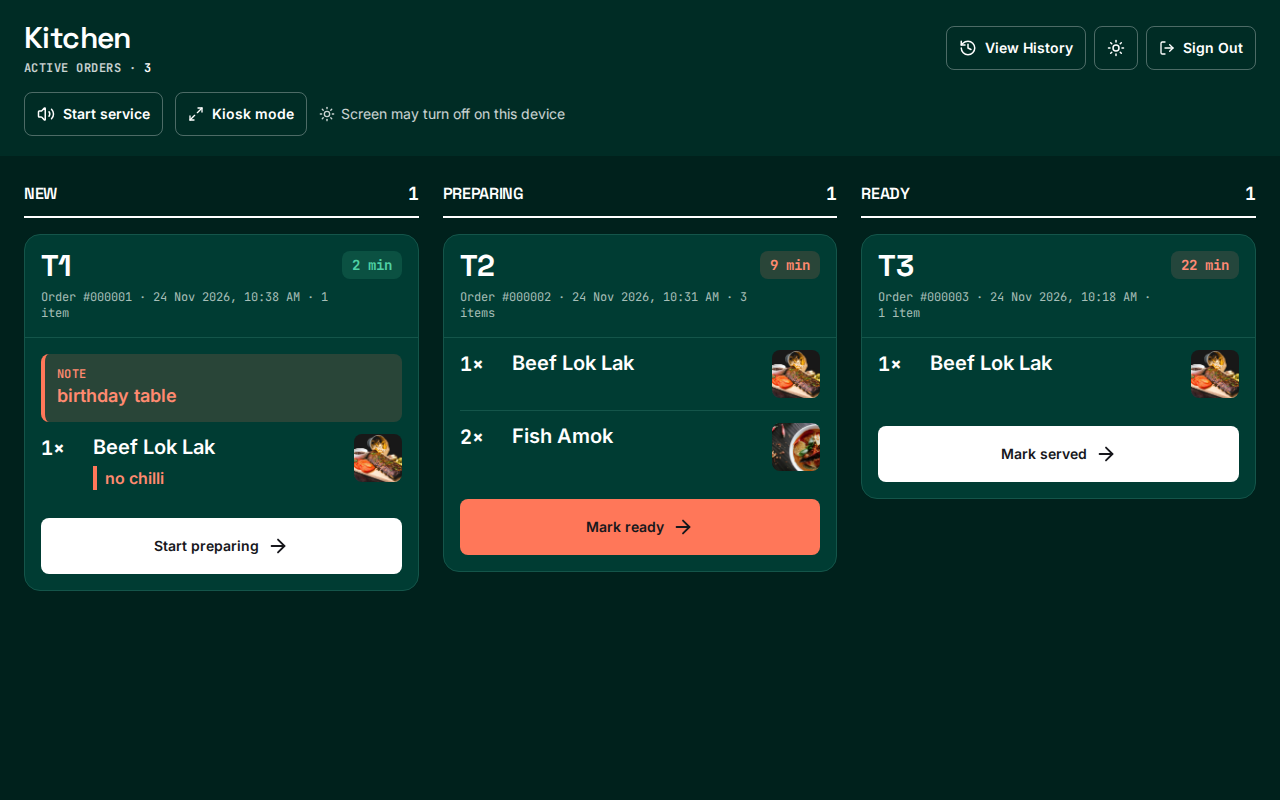 Kitchen
ACTIVE ORDERS · 3
View History
Sign Out
Start service
Kiosk mode
Screen may turn off on this device
NEW 1
T1
2 min
Order #000001 · 24 Nov 2026, 10:38 AM · 1
item
NOTE
birthday table
1× Beef Lok Lak
no chilli
Start preparing
PREPARING 1
T2
9 min
Order #000002 · 24 Nov 2026, 10:31 AM · 3
items
1× Beef Lok Lak
2× Fish Amok
Mark ready
READY 1
T3
22 min
Order #000003 · 24 Nov 2026, 10:18 AM ·
1 item
1× Beef Lok Lak
Mark served